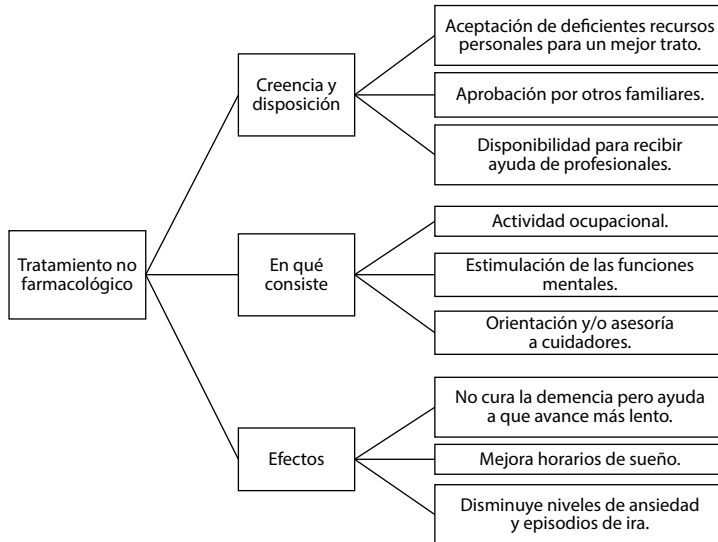 Tratamiento no
farmacológico
Creencia y
disposición
Aceptación de deficientes recursos
personales para un mejor trato.
Aprobación por otros familiares.
Disponibilidad para recibir
ayuda de profesionales.
En qué
consiste
Actividad ocupacional.
Estimulación de las funciones
mentales.
Orientación y/o asesoría
a cuidadores.
Efectos
No cura la demencia pero ayuda
a que avance más lento.
Mejora horarios de sueño.
Disminuye niveles de ansiedad
y episodios de ira.